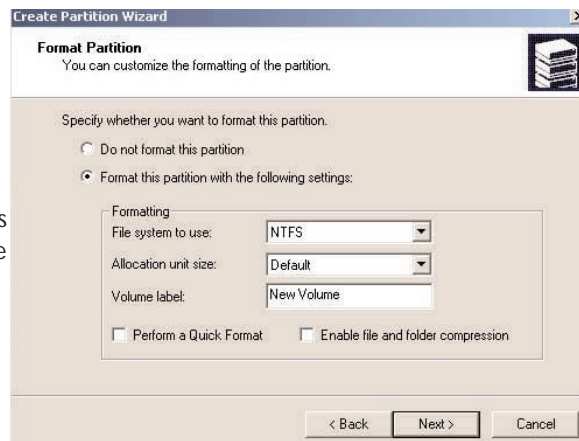 Create Partition Wizard
Format Partition
You can customize the formatting of the partition.
Specify whether you want to format this partition.
Do not format this partition
Format this partition with the following settings:
Formatting
File system to use: NTFS
Allocation unit size: Default
Volume label: New Volume
Perform a Quick Format Enable file and folder compression
< Back Next > Cancel